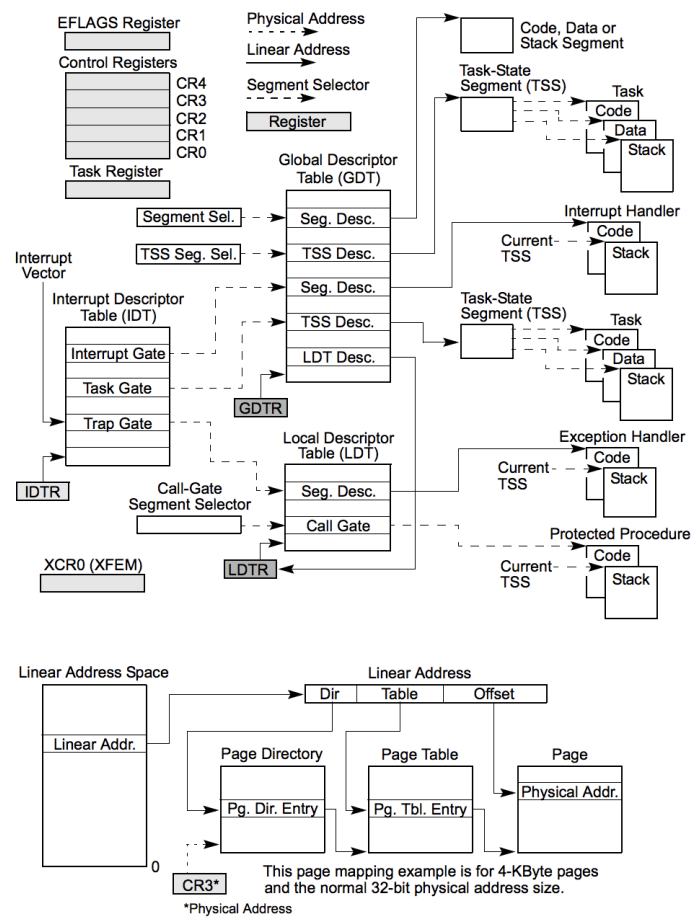 EFLAGS Register
Control Registers
CR4
CR3
CR2
CR1
CR0
Task Register
Physical Address
Linear Address
Segment Selector
Register
Code, Data or
Stack Segment
Task-State
Segment (TSS)
Task
Code
Data
Stack
Global Descriptor
Table (GDT)
Segment Sel.
Seg. Desc.
TSS Seg. Sel.
TSS Desc.
Seg. Desc.
TSS Desc.
LDT Desc.
GDTR
Interrupt Handler
Code
Current
TSS
Stack
Interrupt
Vector
Interrupt Descriptor
Table (IDT)
Interrupt Gate
Task Gate
Trap Gate
IDTR
Task-State
Segment (TSS)
Task
Code
Data
Stack
Local Descriptor
Table (LDT)
Seg. Desc.
Call-Gate
Segment Selector
Call Gate
LDTR
Exception Handler
Code
Current
TSS
Stack
Protected Procedure
Code
Current
TSS
Stack
XCR0 (XFEM)
Linear Address Space
Linear Addr.
0
Linear Address
Dir
Table
Offset
Page Directory
Pg. Dir. Entry
Page Table
Pg. Tbl. Entry
Page
Physical Addr.
CR3*
*Physical Address
This page mapping example is for 4-KByte pages
and the normal 32-bit physical address size.